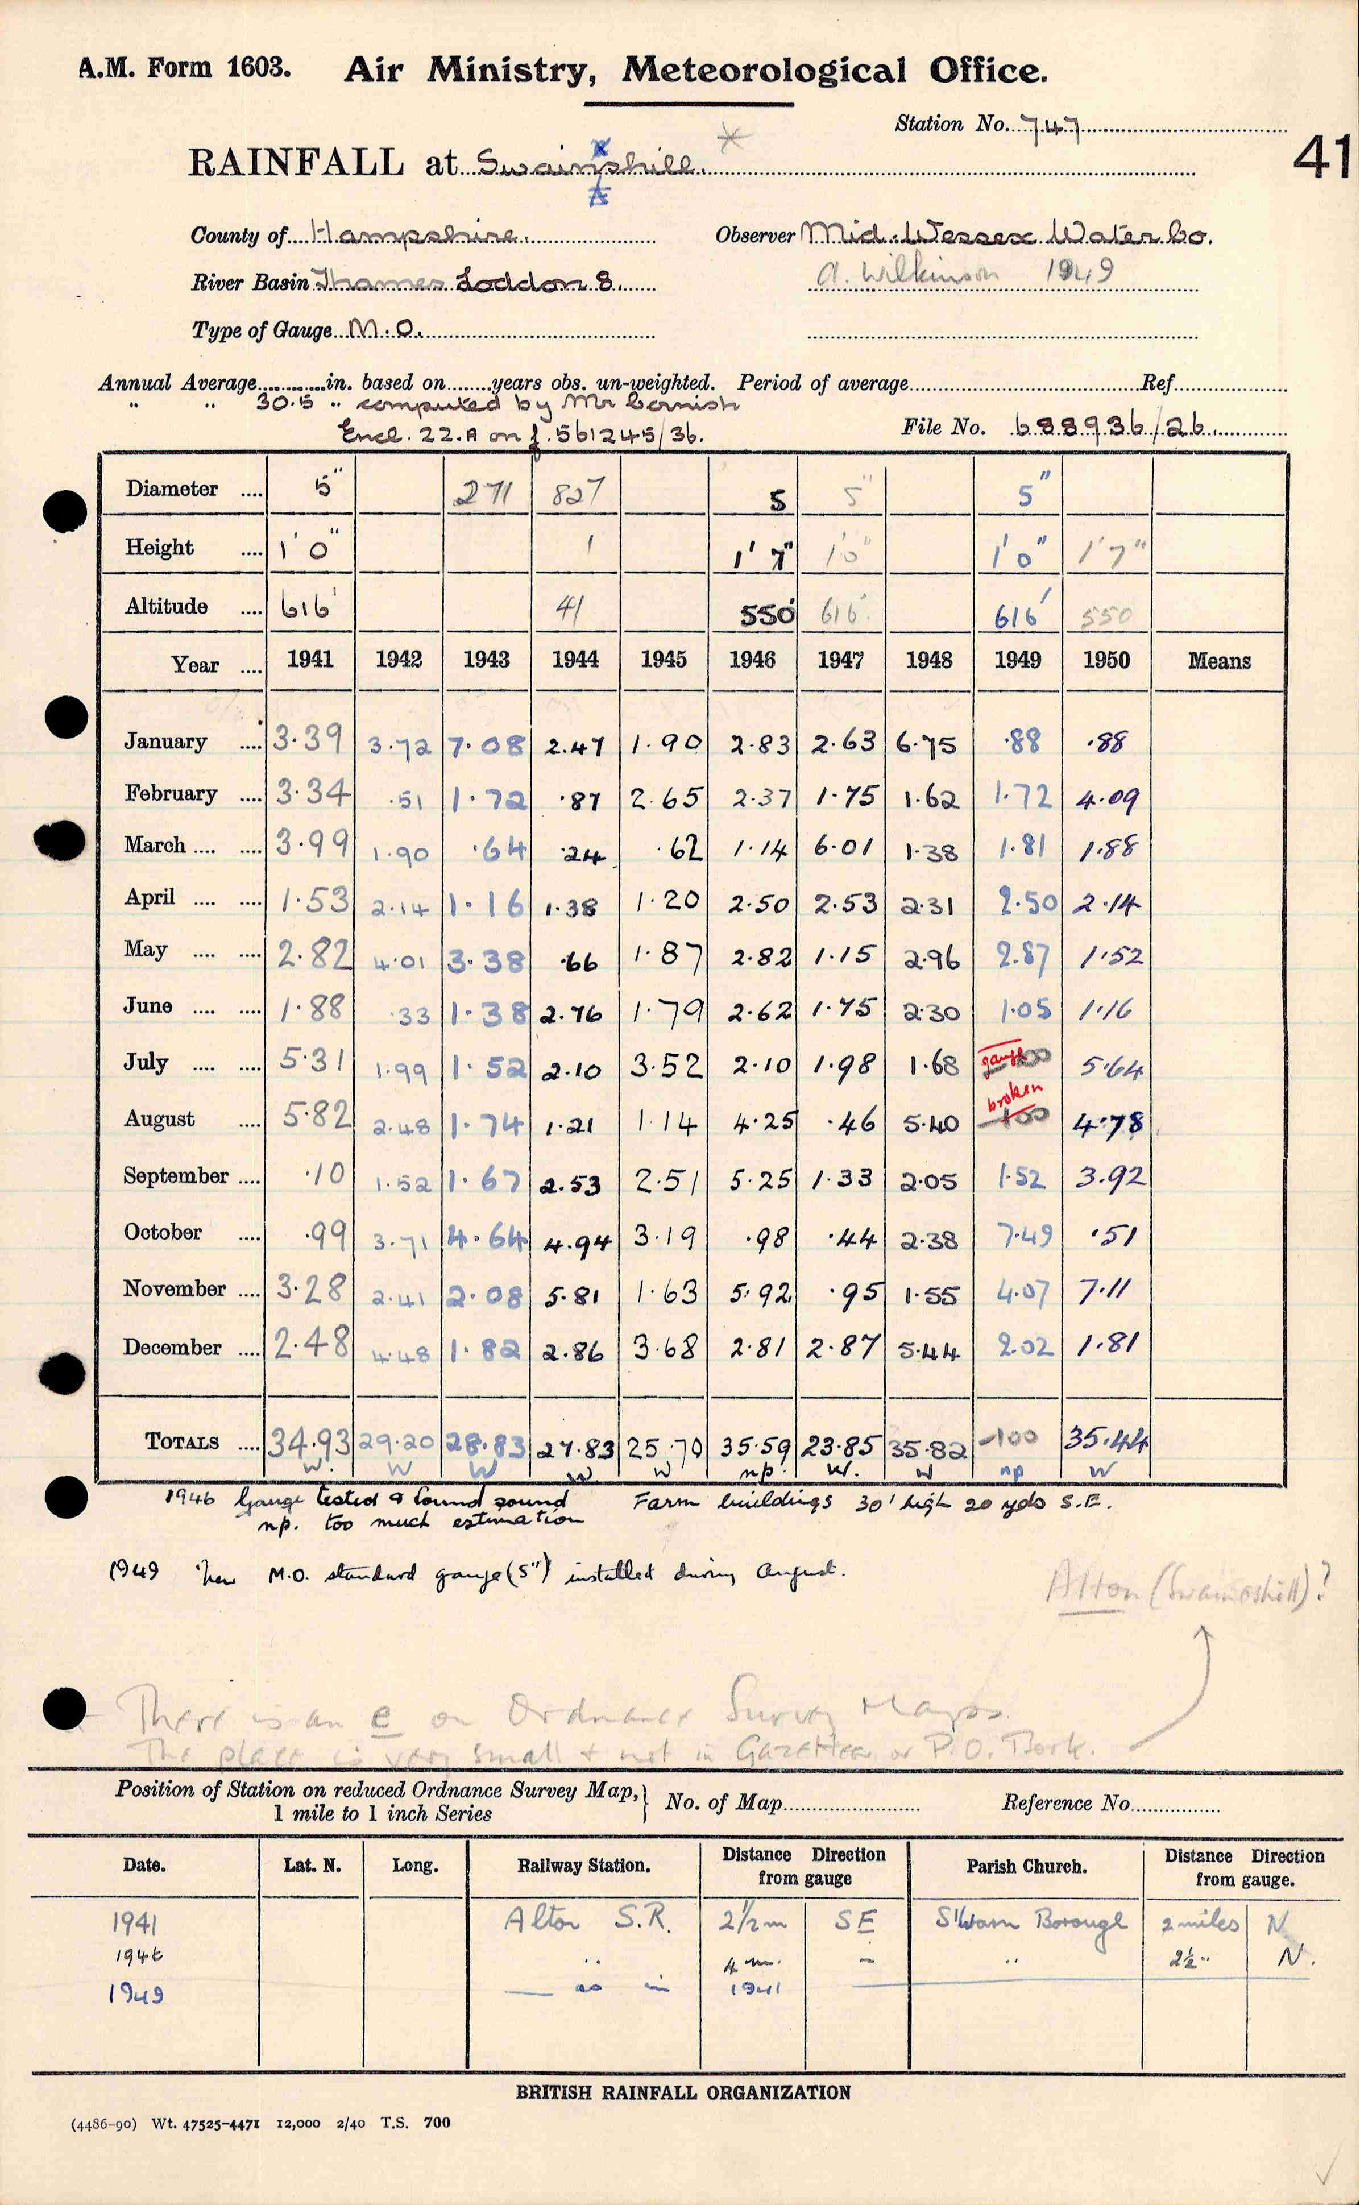 A.M. Form 1603. Air Ministry, Meteorological Office.
Station No. 747
41
RAINFALL at Swainshill.
County of Hampshire. Observer Mid. Wessex Water Co.
River Basin Thames Loddon 8. A. Wilkinson 1949
Type of Gauge M.O.
Annual Average in. based on years obs. un-weighted. Period of average Ref
" " 30.5 " computed by Mr Cornish
Encl. 22.A on f. 561245/36. File No. 688936/26
Diameter 5" 271 827 5 5" 5"
Height 1'0" 1 1'7" 1'0" 1'0" 1'7"
Altitude 616' 41 550' 616' 616' 550
Year 1941 1942 1943 1944 1945 1946 1947 1948 1949 1950 Means
January 3.39 3.72 7.08 2.47 1.90 2.83 2.63 6.75 .88 .88
February 3.34 .51 1.72 .87 2.65 2.37 1.75 1.62 1.72 4.09
March 3.99 1.90 .64 .24 .62 1.14 6.01 1.38 1.81 1.88
April 1.53 2.14 1.16 1.38 1.20 2.50 2.53 2.31 2.50 2.14
May 2.82 4.01 3.38 .66 1.87 2.82 1.15 2.96 2.87 1.52
June 1.88 .33 1.38 2.76 1.79 2.62 1.75 2.30 1.05 1.16
July 5.31 1.99 1.52 2.10 3.52 2.10 1.98 1.68 gauge 5.64
August 5.82 2.48 1.74 1.21 1.14 4.25 .46 5.40 broken -100 4.78
September .10 1.52 1.67 2.53 2.51 5.25 1.33 2.05 1.52 3.92
October .99 3.71 4.64 4.94 3.19 .98 .44 2.38 7.49 .51
November 3.28 2.41 2.08 5.81 1.63 5.92 .95 1.55 4.07 7.11
December 2.48 4.48 1.82 2.86 3.68 2.81 2.87 5.44 2.02 1.81
TOTALS 34.93 29.20 28.83 27.83 25.70 35.59 23.85 35.82 -100 35.44
w. w w w w np. w. w np w
1946 Gauge tested & found sound Farm buildings 30' high 20 yds S.E.
np. too much estimation
1949 New M.O. standard gauge (5") installed during August.
Alton (Swainshill)?
There is an e on Ordnance Survey Maps.
The place is very small & not in Gazetteer or P.O. Book.
Position of Station on reduced Ordnance Survey Map, 1 mile to 1 inch Series No. of Map Reference No.
Date. Lat. N. Long. Railway Station. Distance Direction from gauge Parish Church. Distance Direction from gauge.
1941 Alton S.R. 2½m SE S'Warn Borough 2 miles N
1946 " 4 m. - " 2½ " N.
1949 — as in 1941
BRITISH RAINFALL ORGANIZATION
(4486-90) Wt. 47525-4471 12,000 2/40 T.S. 700